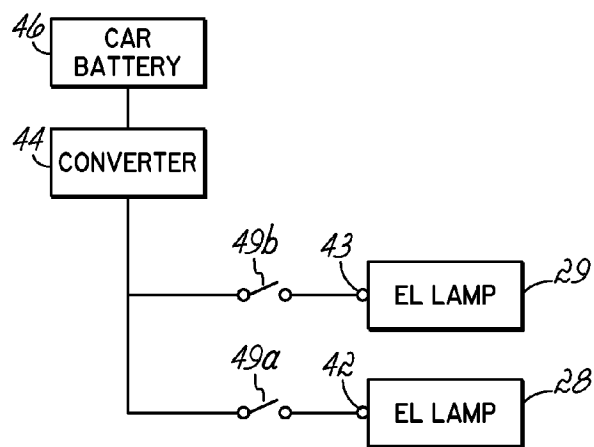 46
CAR
BATTERY
44
CONVERTER
49b
43
EL LAMP
29
49a
42
EL LAMP
28